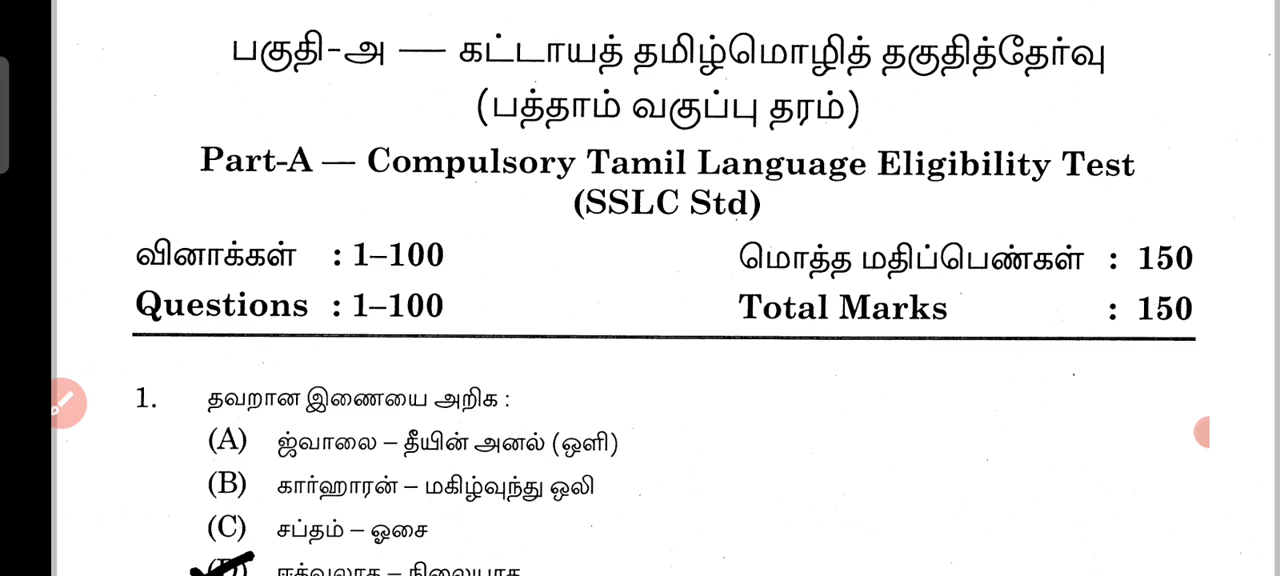 பகுதி-அ — கட்டாயத் தமிழ்மொழித் தகுதித்தேர்வு
(பத்தாம் வகுப்பு தரம்)
Part-A — Compulsory Tamil Language Eligibility Test
(SSLC Std)
வினாக்கள் : 1–100 மொத்த மதிப்பெண்கள் : 150
Questions : 1–100 Total Marks : 150
1. தவறான இணையை அறிக :
(A) ஜ்வாலை – தீயின் அனல் (ஒளி)
(B) கார்ஹாரன் – மகிழ்வுந்து ஒலி
(C) சப்தம் – ஓசை
(D)